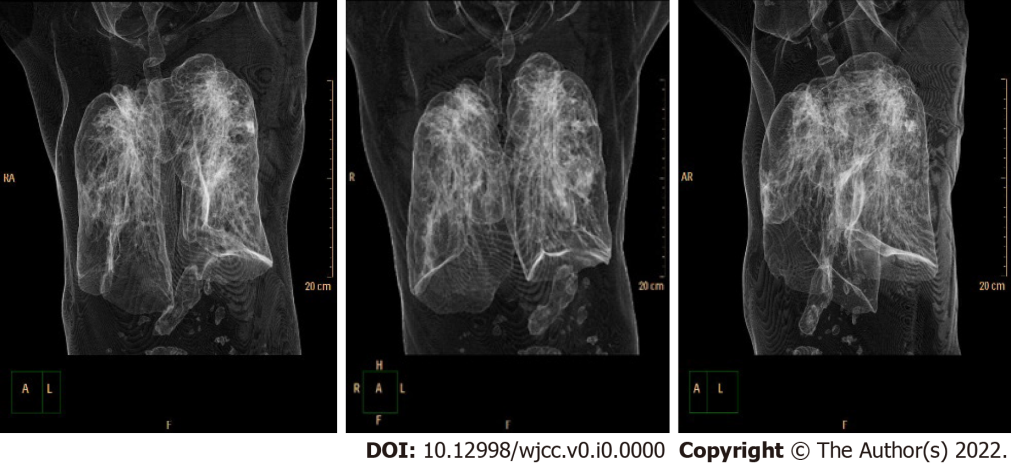 RA
20 cm
A L
F
R
20 cm
H
R A L
F
F
AR
20 cm
A L
F
DOI: 10.12998/wjcc.v0.i0.0000 Copyright © The Author(s) 2022.